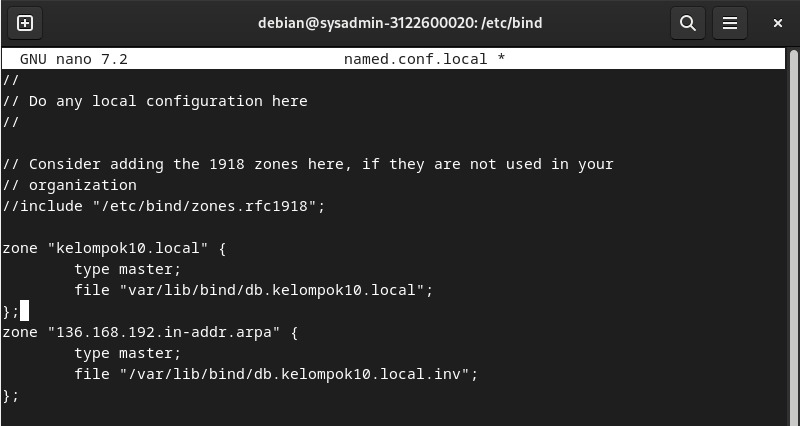 debian@sysadmin-3122600020: /etc/bind
GNU nano 7.2 named.conf.local *
//
// Do any local configuration here
//
// Consider adding the 1918 zones here, if they are not used in your
// organization
//include "/etc/bind/zones.rfc1918";
zone "kelompok10.local" {
type master;
file "var/lib/bind/db.kelompok10.local";
};
zone "136.168.192.in-addr.arpa" {
type master;
file "/var/lib/bind/db.kelompok10.local.inv";
};